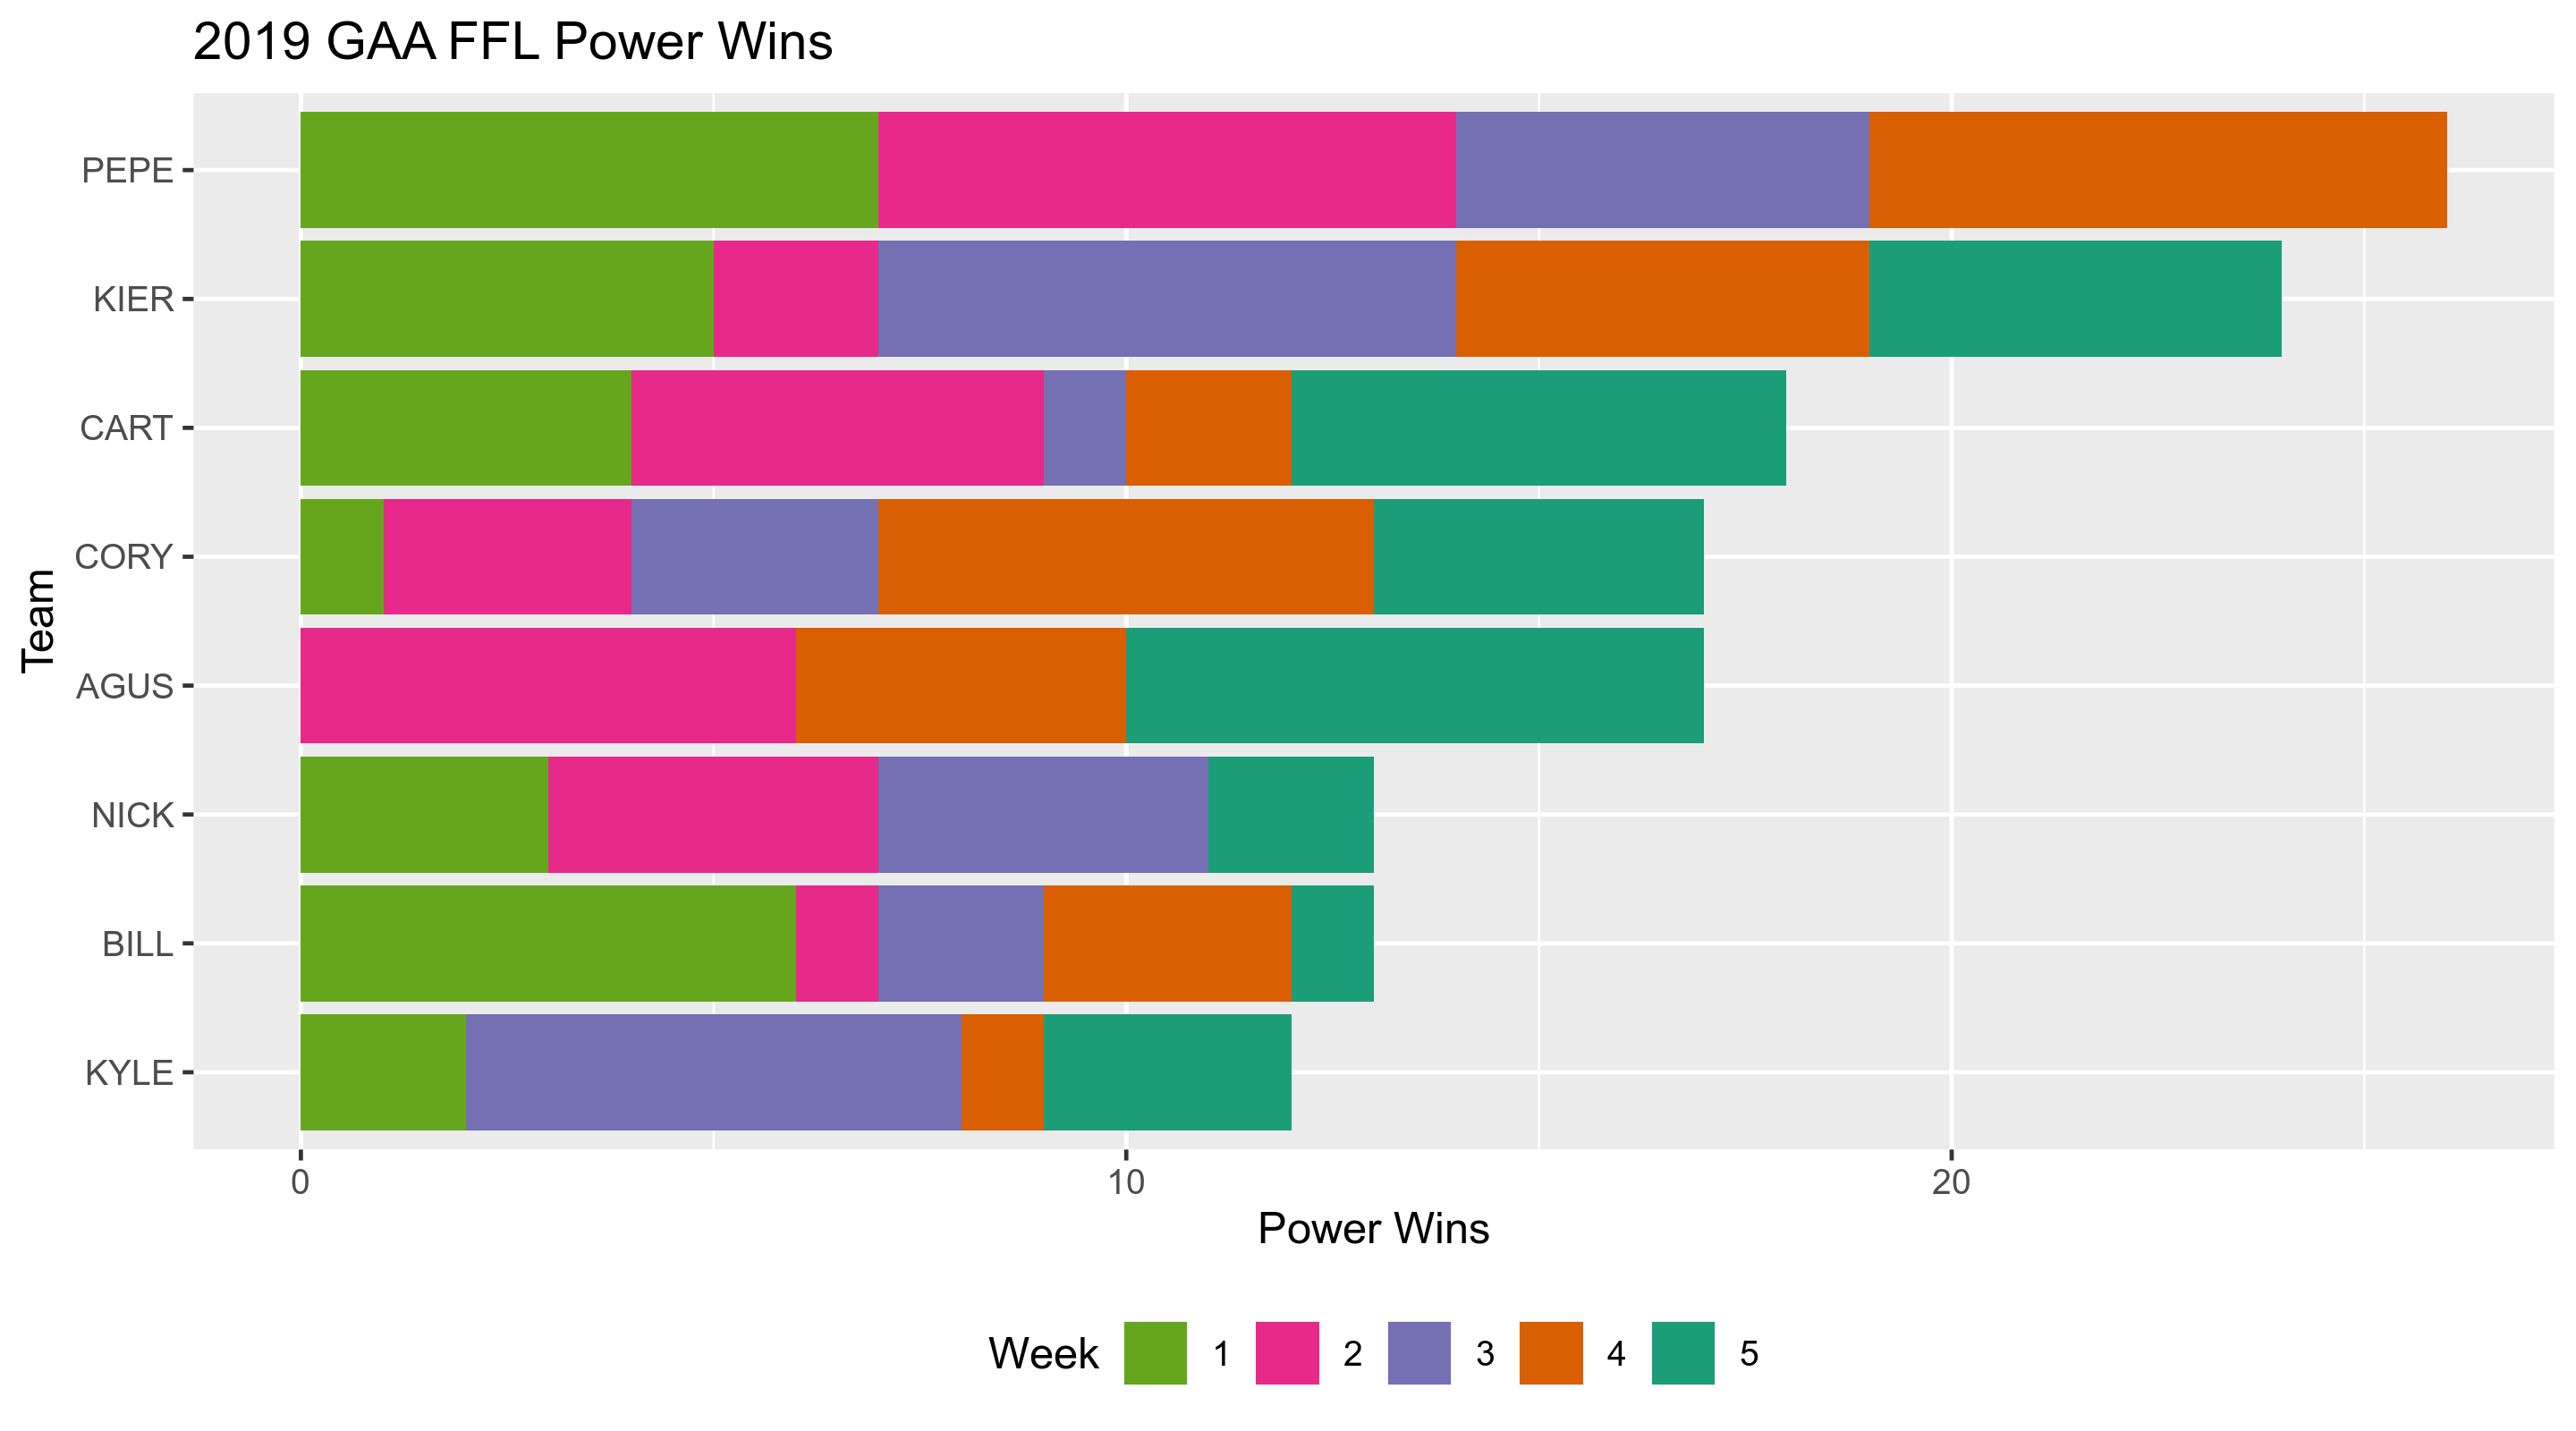 2019 GAA FFL Power Wins
Team
PEPE
KIER
CART
CORY
AGUS
NICK
BILL
KYLE
0 10 20
Power Wins
Week 1 2 3 4 5